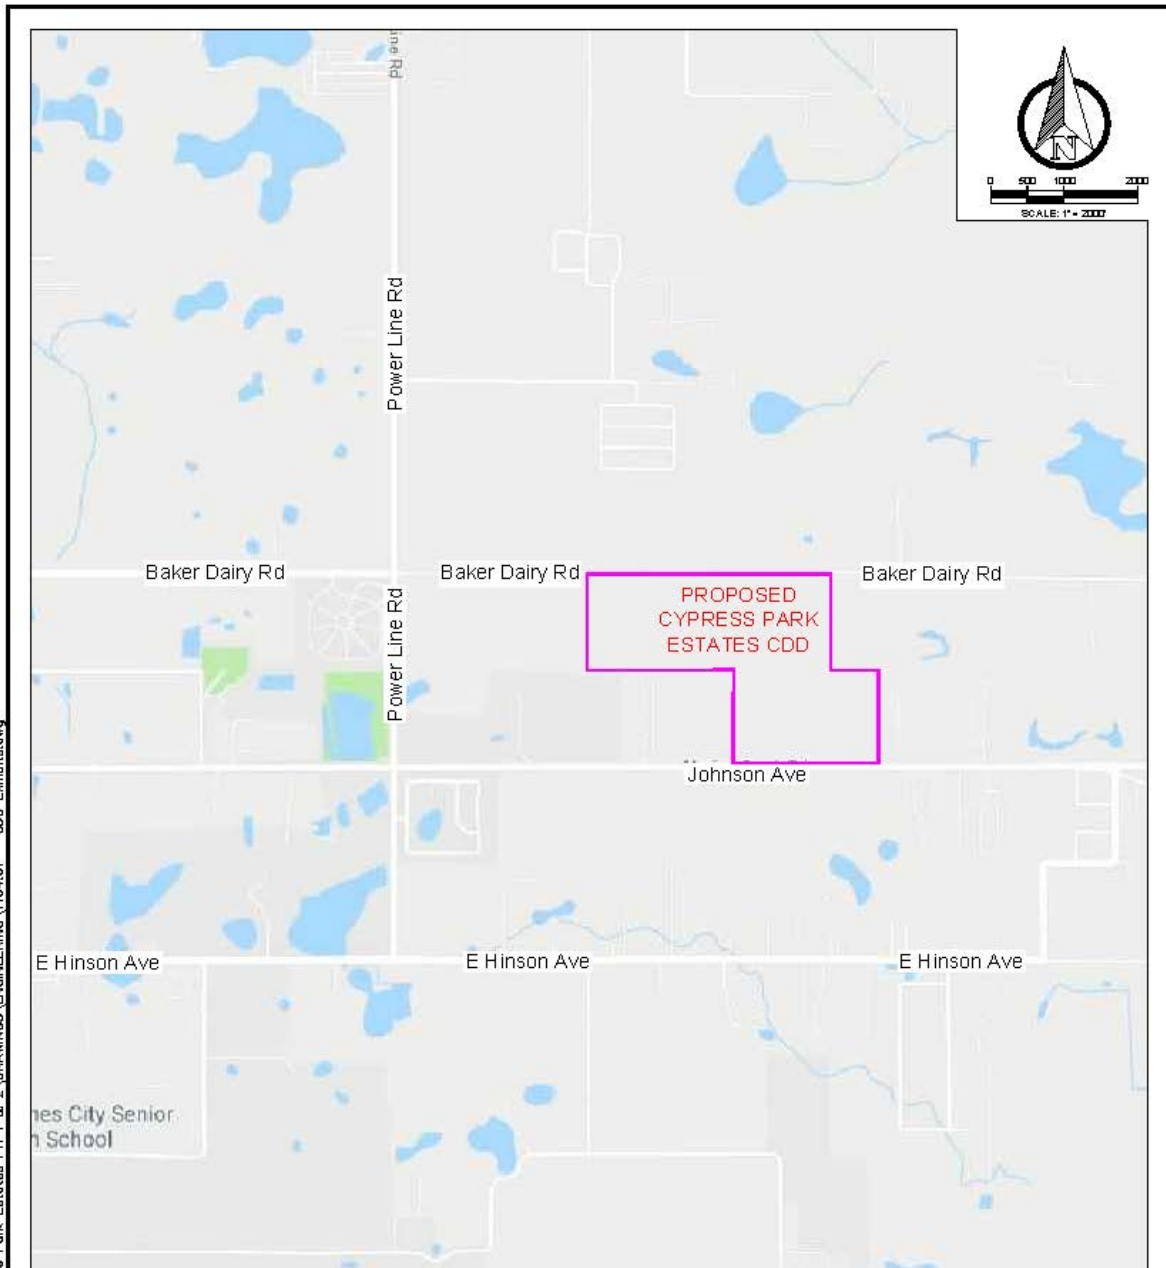 ine Rd
N
0 500 1000 2000
SCALE: 1" = 2000'
Power Line Rd
Baker Dairy Rd
Baker Dairy Rd
Baker Dairy Rd
PROPOSED
CYPRESS PARK
ESTATES CDD
Power Line Rd
Johnson Ave
E Hinson Ave
E Hinson Ave
E Hinson Ave
nes City Senior
h School